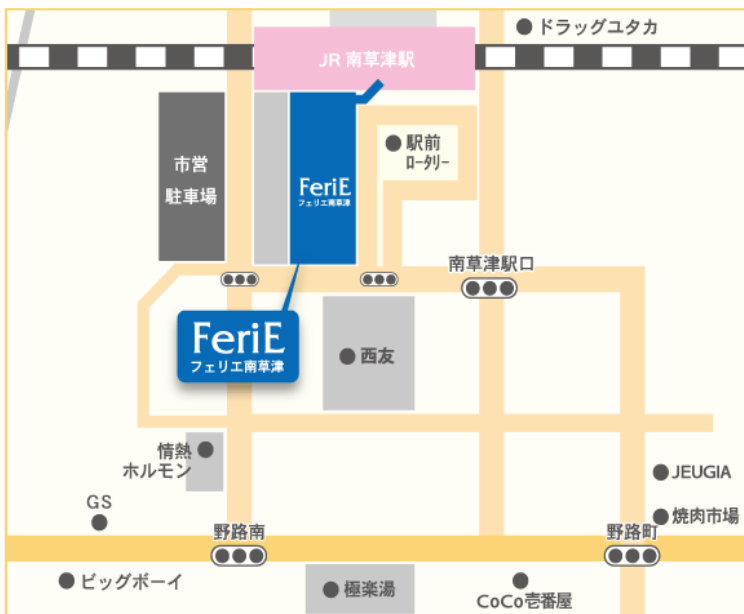 ドラッグユタカ
JR 南草津駅
駅前
ロータリー
市営
駐車場
FeriE
フェリエ南草津
南草津駅口
FeriE
フェリエ南草津
西友
情熱
ホルモン
JEUGIA
GS
焼肉市場
野路南
野路町
ビッグボーイ
極楽湯
CoCo壱番屋